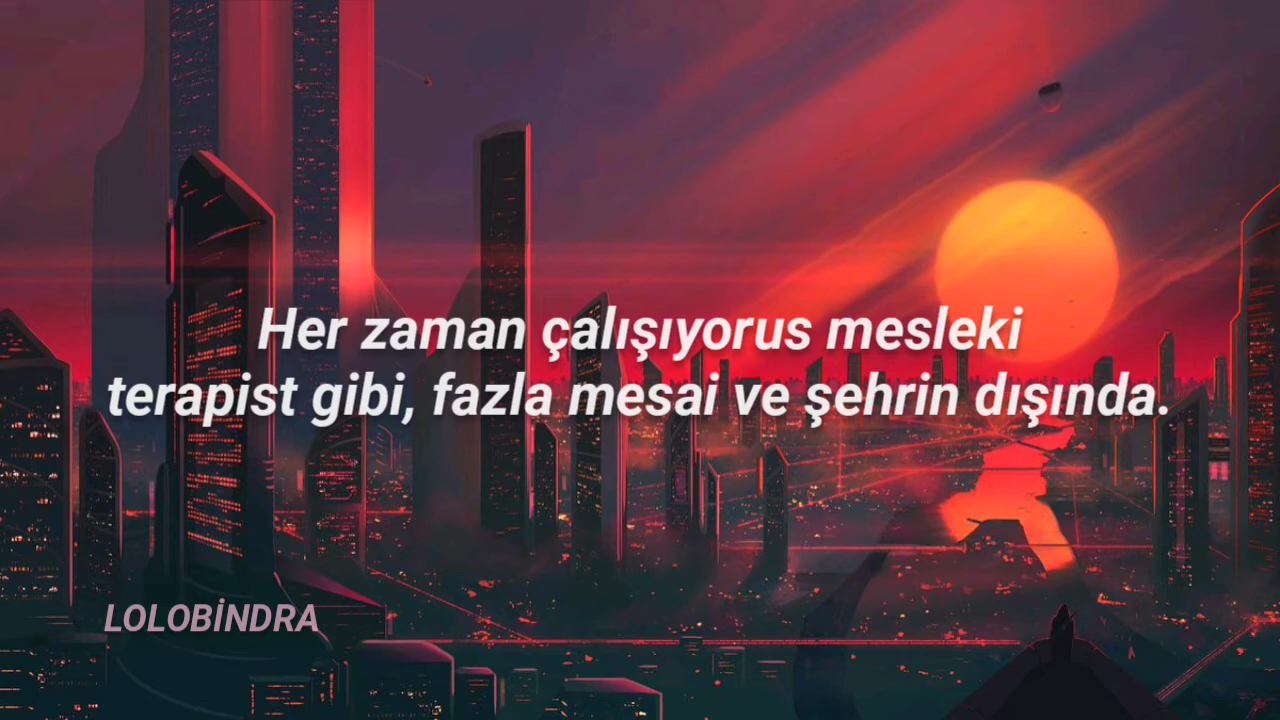 Her zaman çalışıyorus mesleki
terapist gibi, fazla mesai ve şehrin dışında.
LOLOBİNDRA